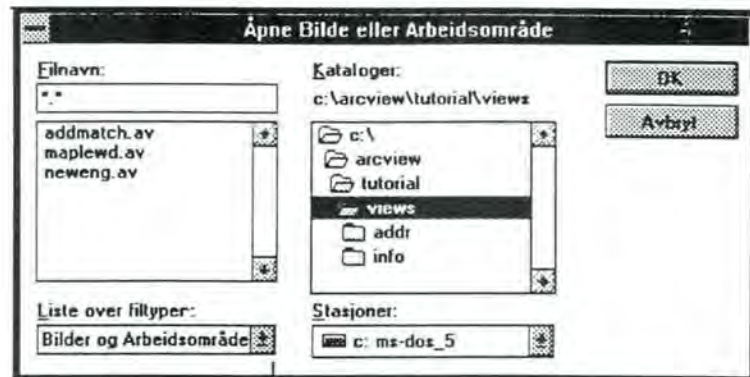 Åpne Bilde eller Arbeidsområde
Filnavn:
*.*
addmatch.av
maplewd.av
neweng.av
Liste over filtyper:
Bilder og Arbeidsområde
Kataloger:
c:\arcview\tutorial\views
c:\
arcview
tutorial
views
addr
info
Stasjoner:
c: ms-dos_5
OK
Avbryt